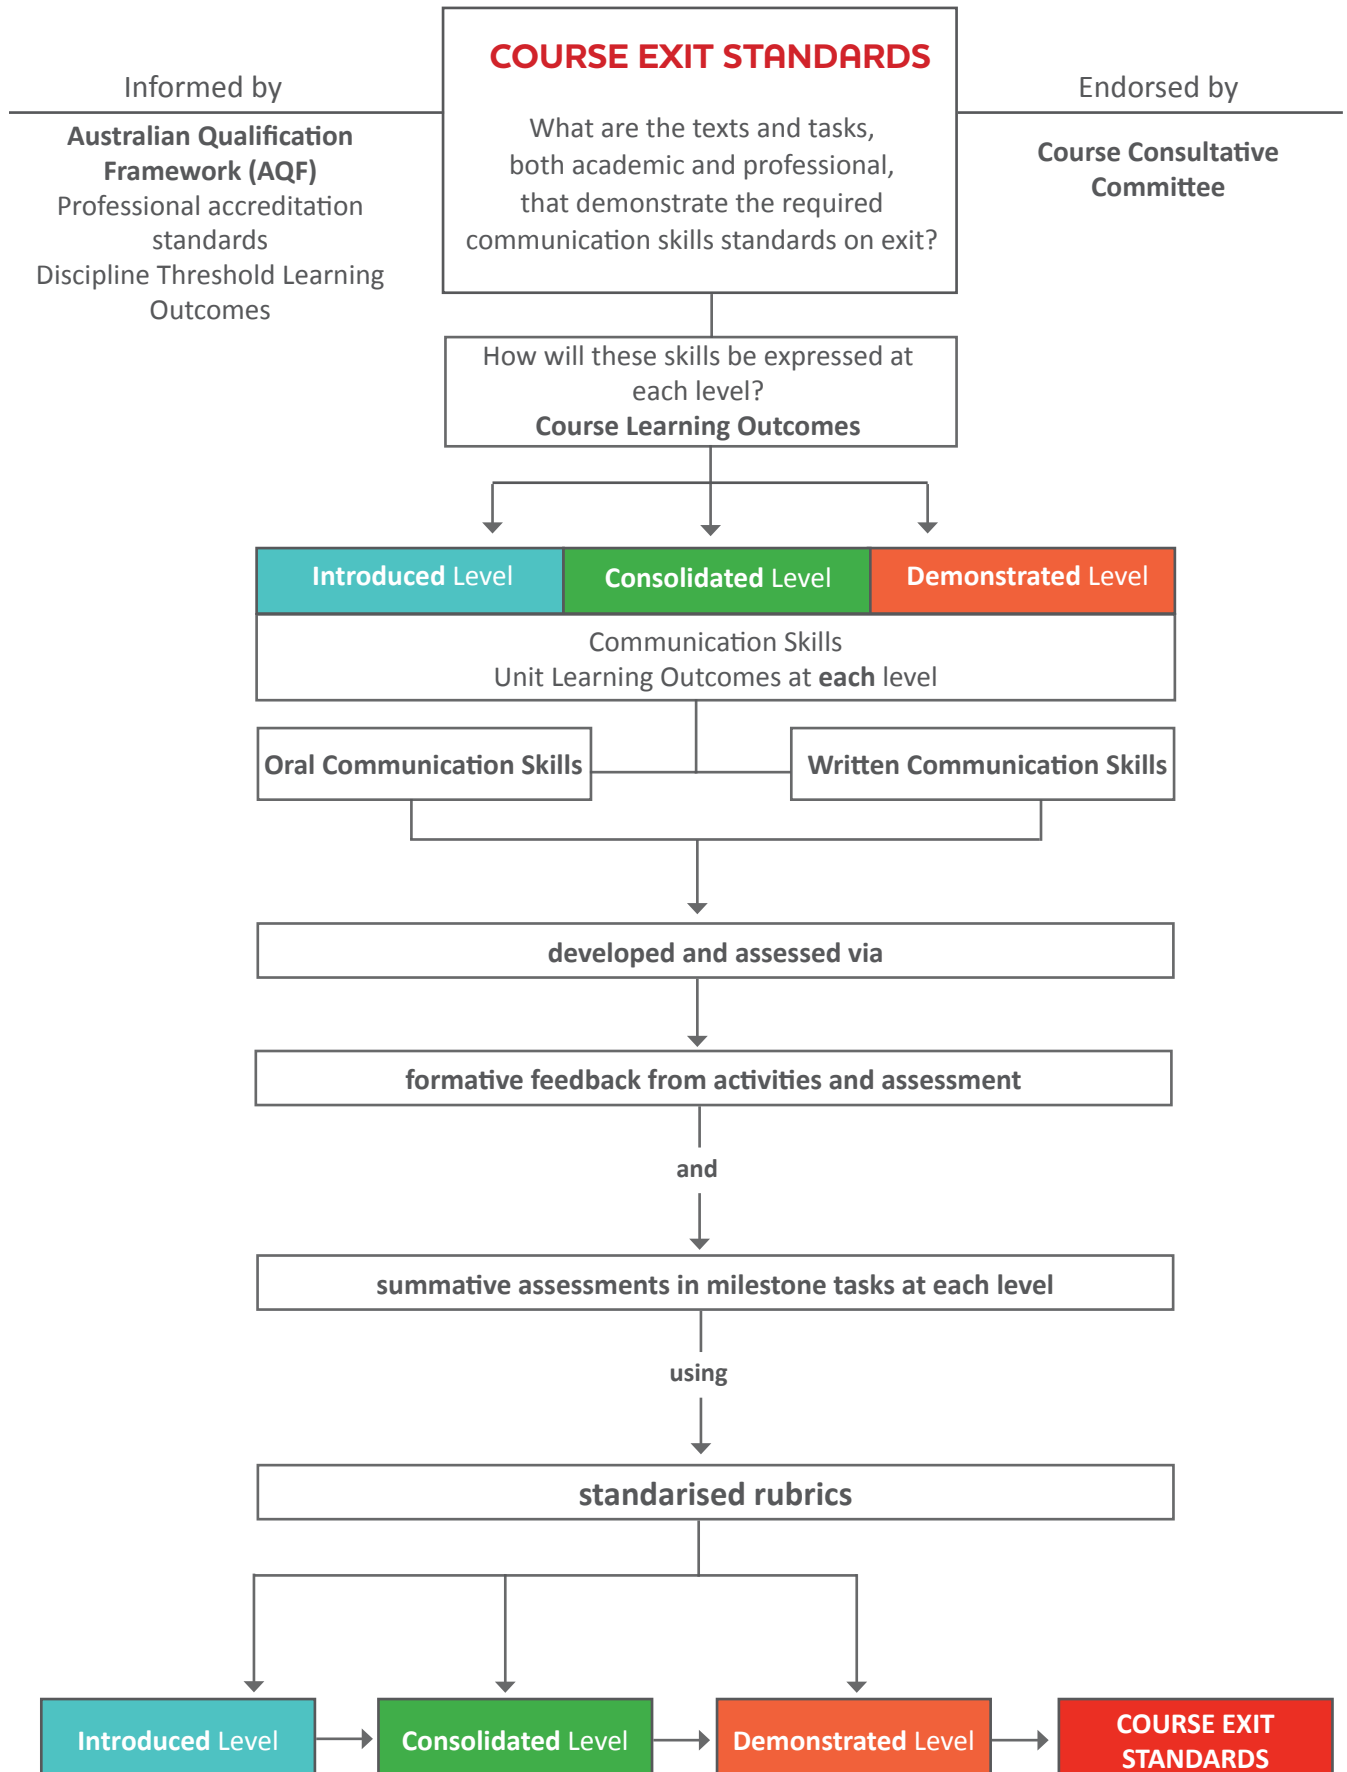 COURSE EXIT STANDARDS
What are the texts and tasks,
both academic and professional,
that demonstrate the required
communication skills standards on exit?
Informed by
Australian Qualification
Framework (AQF)
Professional accreditation
standards
Discipline Threshold Learning
Outcomes
Endorsed by
Course Consultative
Committee
How will these skills be expressed at
each level?
Course Learning Outcomes
Introduced Level
Consolidated Level
Demonstrated Level
Communication Skills
Unit Learning Outcomes at each level
Oral Communication Skills
Written Communication Skills
developed and assessed via
formative feedback from activities and assessment
and
summative assessments in milestone tasks at each level
using
standarised rubrics
Introduced Level
Consolidated Level
Demonstrated Level
COURSE EXIT
STANDARDS